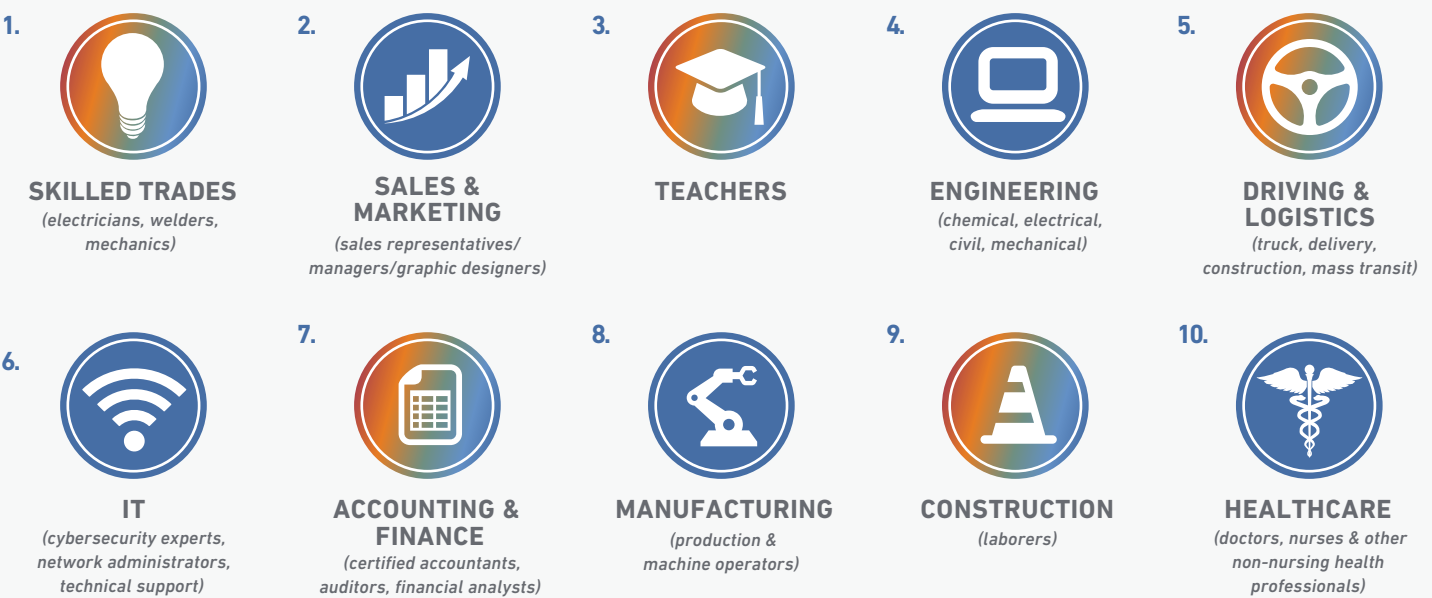 1.
SKILLED TRADES
(electricians, welders,
mechanics)
2.
SALES &
MARKETING
(sales representatives/
managers/graphic designers)
3.
TEACHERS
4.
ENGINEERING
(chemical, electrical,
civil, mechanical)
5.
DRIVING &
LOGISTICS
(truck, delivery,
construction, mass transit)
6.
IT
(cybersecurity experts,
network administrators,
technical support)
7.
ACCOUNTING &
FINANCE
(certified accountants,
auditors, financial analysts)
8.
MANUFACTURING
(production &
machine operators)
9.
CONSTRUCTION
(laborers)
10.
HEALTHCARE
(doctors, nurses & other
non-nursing health
professionals)